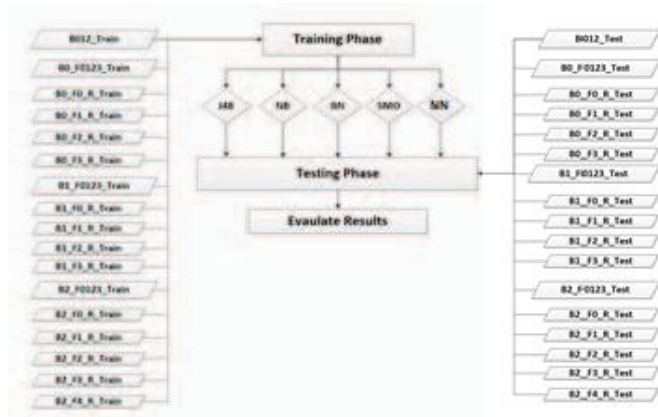 BI012_Train
B0_F0123_Train
B0_F0_R_Train
B0_F1_R_Train
B0_F2_R_Train
B0_F3_R_Train
B1_F0123_Train
B1_F0_R_Train
B1_F1_R_Train
B1_F2_R_Train
B1_F3_R_Train
B2_F0123_Train
B2_F0_R_Train
B2_F1_R_Train
B2_F2_R_Train
B2_F3_R_Train
B2_F4_R_Train
Training Phase
J48
NB
BN
SMO
NN
Testing Phase
Evaulate Results
BI012_Test
B0_F0123_Test
B0_F0_R_Test
B0_F1_R_Test
B0_F2_R_Test
B0_F3_R_Test
B1_F0123_Test
B1_F0_R_Test
B1_F1_R_Test
B1_F2_R_Test
B1_F3_R_Test
B2_F0123_Test
B2_F0_R_Test
B2_F1_R_Test
B2_F2_R_Test
B2_F3_R_Test
B2_F4_R_Test